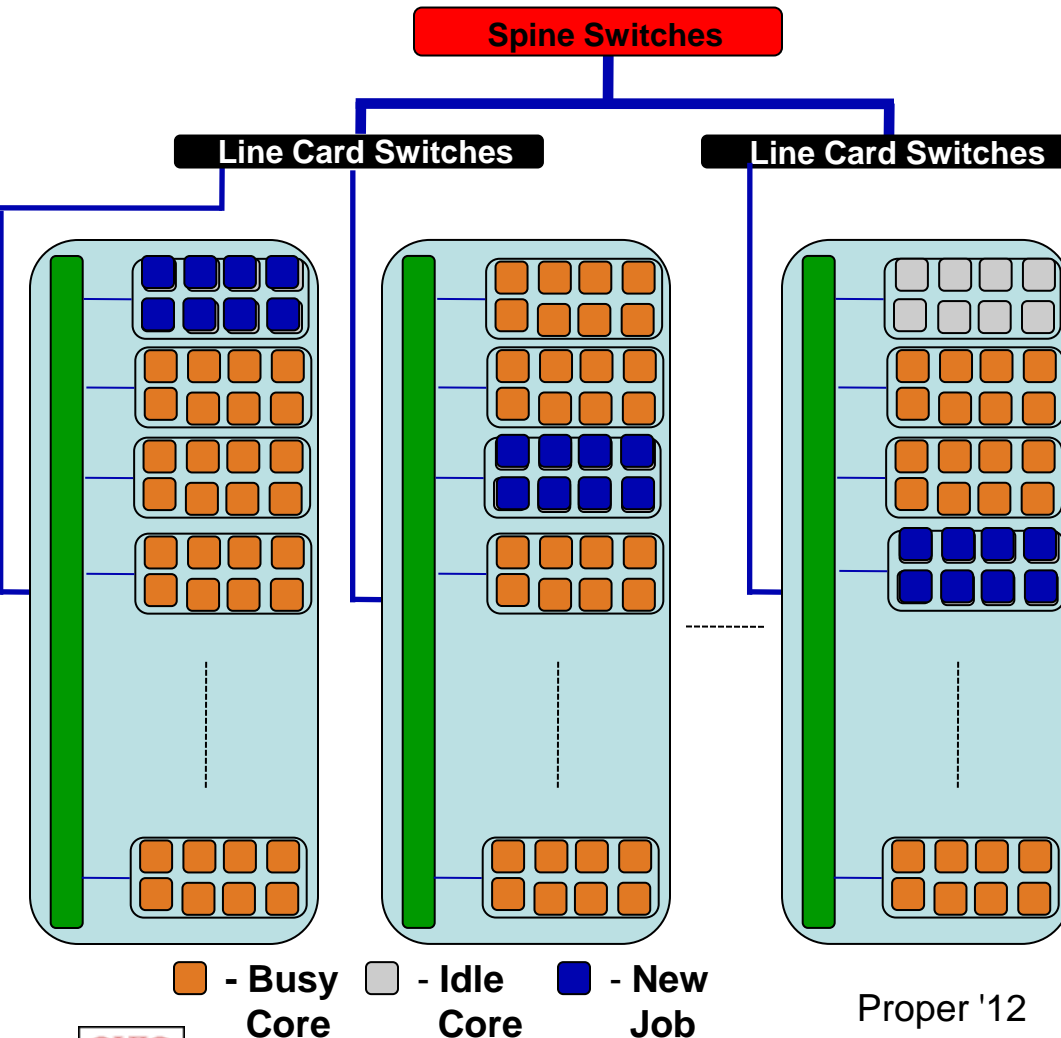 Spine Switches
Line Card Switches
Line Card Switches
- Busy Core
- Idle Core
- New Job
Proper '12